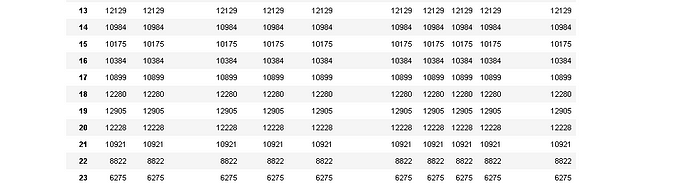 13 12129 12129 12129 12129 12129 12129 12129 12129 12129 12129
14 10984 10984 10984 10984 10984 10984 10984 10984 10984 10984
15 10175 10175 10175 10175 10175 10175 10175 10175 10175 10175
16 10384 10384 10384 10384 10384 10384 10384 10384 10384 10384
17 10899 10899 10899 10899 10899 10899 10899 10899 10899 10899
18 12280 12280 12280 12280 12280 12280 12280 12280 12280 12280
19 12905 12905 12905 12905 12905 12905 12905 12905 12905 12905
20 12228 12228 12228 12228 12228 12228 12228 12228 12228 12228
21 10921 10921 10921 10921 10921 10921 10921 10921 10921 10921
22 8822 8822 8822 8822 8822 8822 8822 8822 8822 8822
23 6275 6275 6275 6275 6275 6275 6275 6275 6275 6275